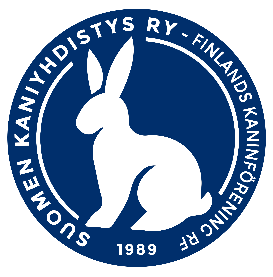 SUOMEN KANIYHDISTYS RY - FINLANDS KANINFÖRENING RF
1989